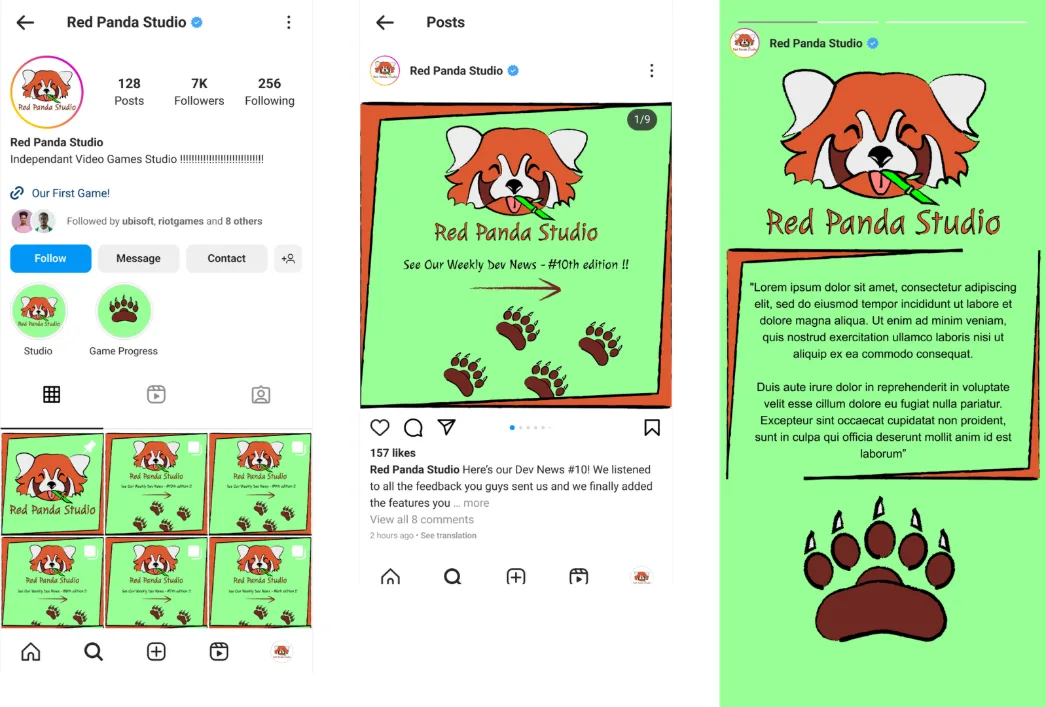 Red Panda Studio
Red Panda Studio
128
7K
256
Posts
Followers
Following
Red Panda Studio
Independant Video Games Studio !!!!!!!!!!!!!!!!!!!!!!!!!!!!!
Our First Game!
Followed by ubisoft, riotgames and 8 others
Follow
Message
Contact
Studio
Game Progress
Red Panda Studio
Red Panda Studio
Red Panda Studio
Red Panda Studio
Red Panda Studio
Red Panda Studio
Posts
Red Panda Studio
1/9
Red Panda Studio
See Our Weekly Dev News - #10th edition !!
157 likes
Red Panda Studio Here's our Dev News #10! We listened
to all the feedback you guys sent us and we finally added
the features you ... more
View all 8 comments
2 hours ago • See translation
Red Panda Studio
Red Panda Studio
"Lorem ipsum dolor sit amet, consectetur adipiscing
elit, sed do eiusmod tempor incididunt ut labore et
dolore magna aliqua. Ut enim ad minim veniam,
quis nostrud exercitation ullamco laboris nisi ut
aliquip ex ea commodo consequat.
Duis aute irure dolor in reprehenderit in voluptate
velit esse cillum dolore eu fugiat nulla pariatur.
Excepteur sint occaecat cupidatat non proident,
sunt in culpa qui officia deserunt mollit anim id est
laborum"